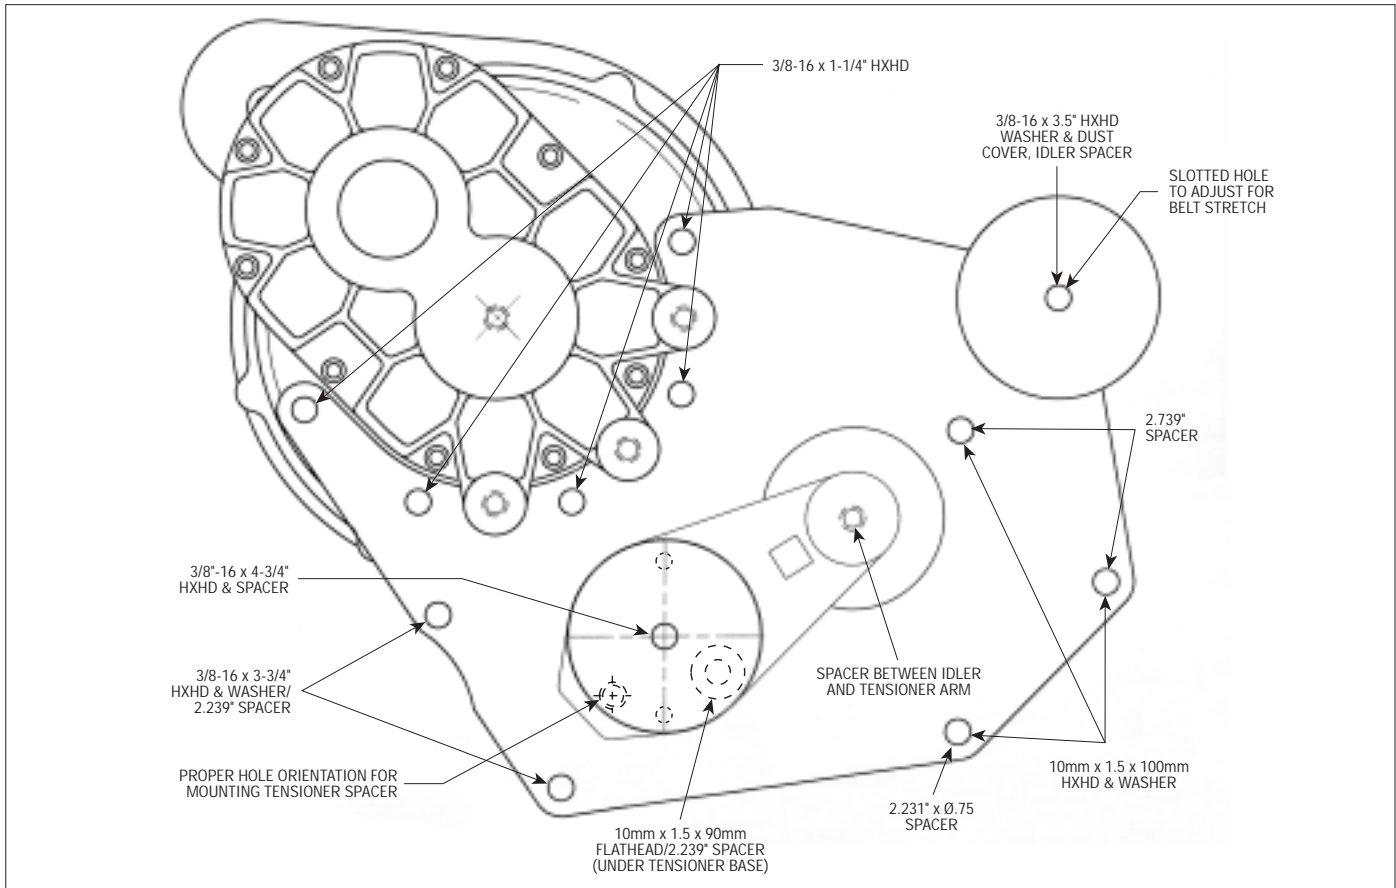 3/8-16 x 1-1/4" HXHD
3/8-16 x 3.5" HXHD
WASHER & DUST
COVER, IDLER SPACER
SLOTTED HOLE
TO ADJUST FOR
BELT STRETCH
2.739"
SPACER
3/8"-16 x 4-3/4"
HXHD & SPACER
3/8-16 x 3-3/4"
HXHD & WASHER/
2.239" SPACER
SPACER BETWEEN IDLER
AND TENSIONER ARM
PROPER HOLE ORIENTATION FOR
MOUNTING TENSIONER SPACER
10mm x 1.5 x 100mm
HXHD & WASHER
2.231" x Ø.75
SPACER
10mm x 1.5 x 90mm
FLATHEAD/2.239" SPACER
(UNDER TENSIONER BASE)